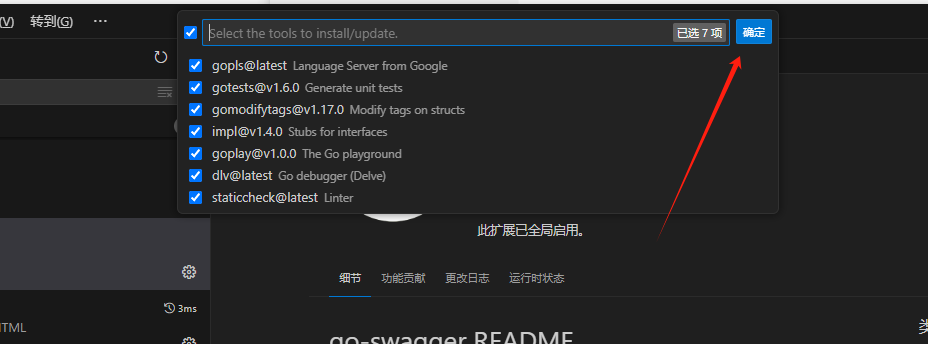 (V) 转到(G) ···
Select the tools to install/update. 已选 7 项 确定
gopls@latest Language Server from Google
gotests@v1.6.0 Generate unit tests
gomodifytags@v1.17.0 Modify tags on structs
impl@v1.4.0 Stubs for interfaces
goplay@v1.0.0 The Go playground
dlv@latest Go debugger (Delve)
staticcheck@latest Linter
此扩展已全局启用。
细节 功能贡献 更改日志 运行时状态
3ms
HTML
go-swagger README
类